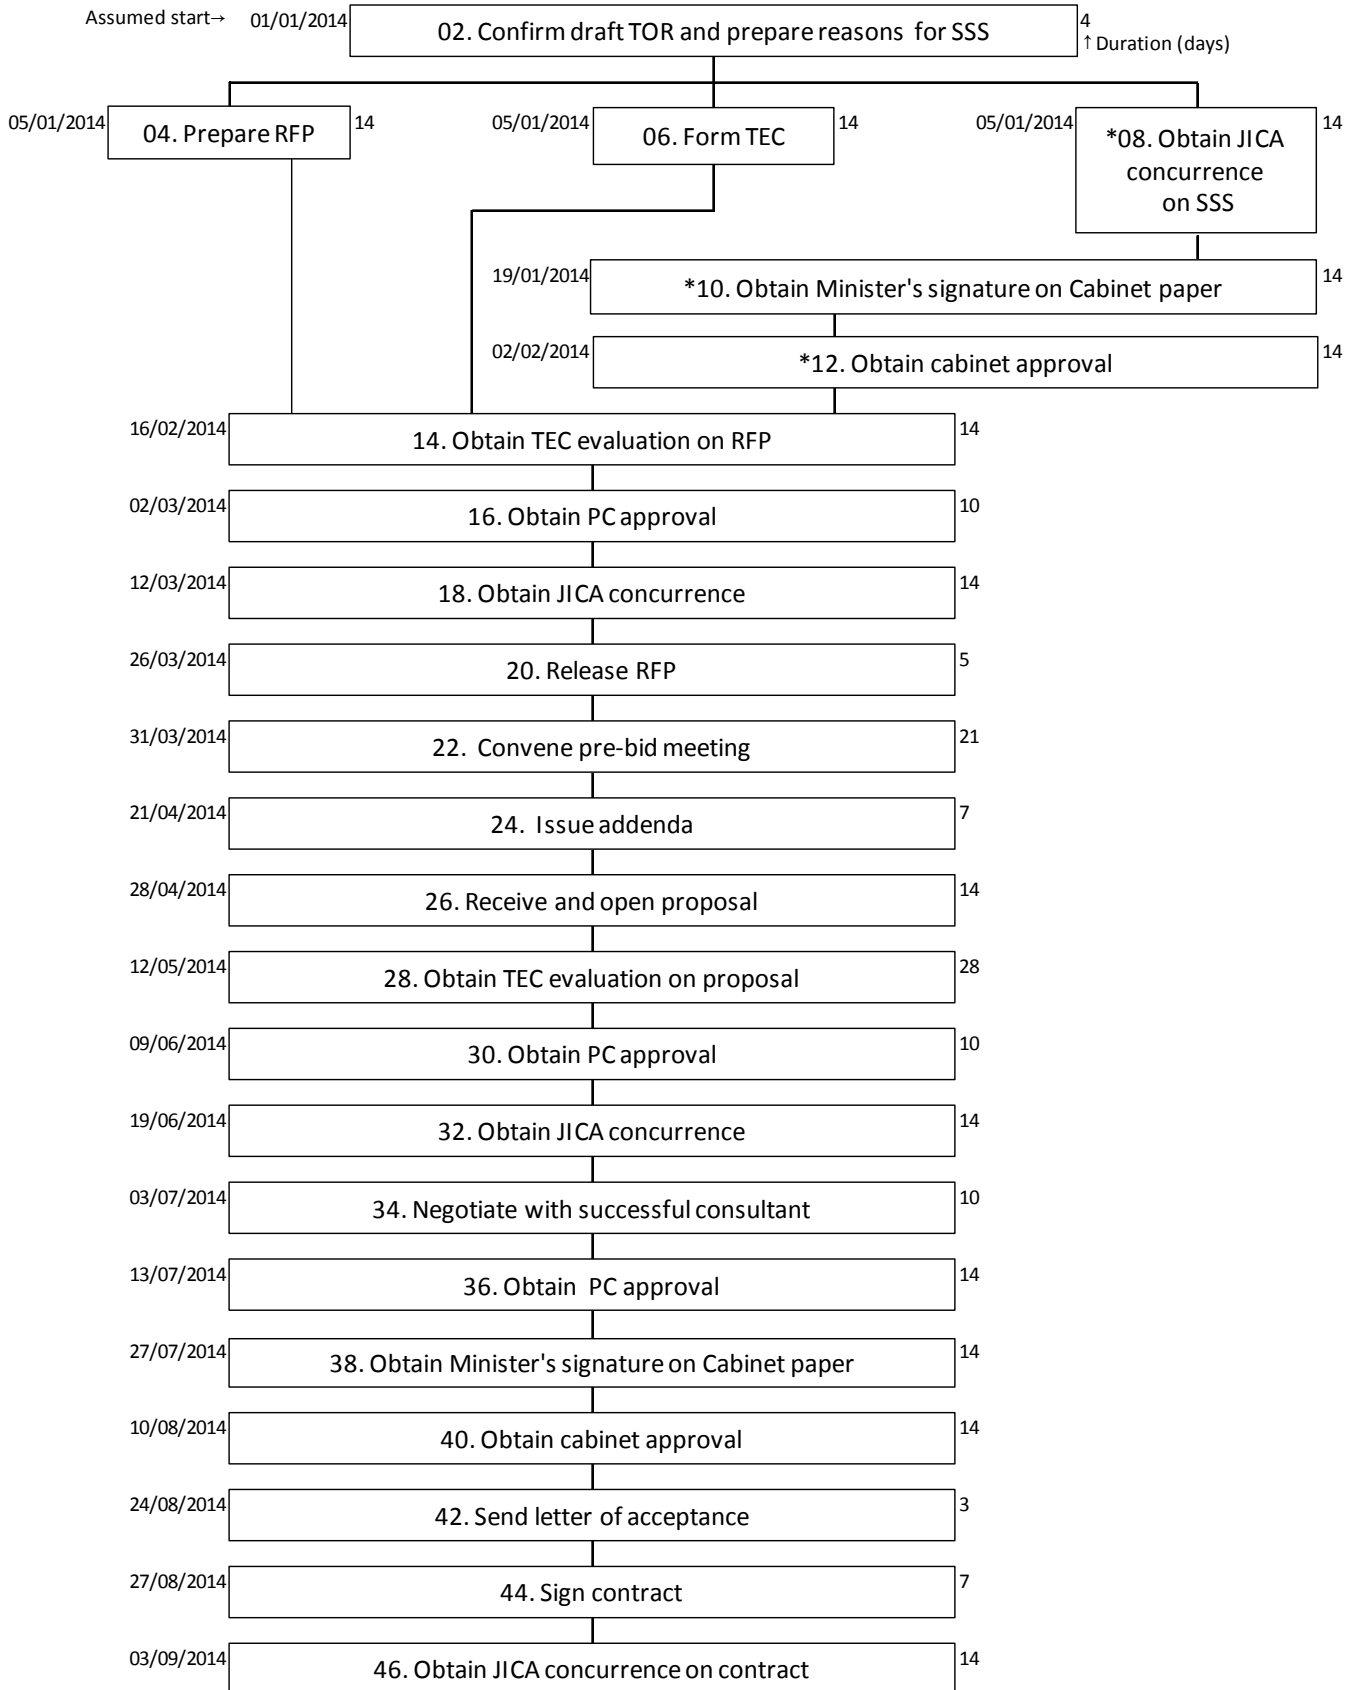 Assumed start→ 01/01/2014 02. Confirm draft TOR and prepare reasons for SSS 4
↑ Duration (days)
05/01/2014 04. Prepare RFP 14
05/01/2014 06. Form TEC 14
05/01/2014 *08. Obtain JICA 14
concurrence
on SSS
19/01/2014 *10. Obtain Minister's signature on Cabinet paper 14
02/02/2014 *12. Obtain cabinet approval 14
16/02/2014 14. Obtain TEC evaluation on RFP 14
02/03/2014 16. Obtain PC approval 10
12/03/2014 18. Obtain JICA concurrence 14
26/03/2014 20. Release RFP 5
31/03/2014 22. Convene pre-bid meeting 21
21/04/2014 24. Issue addenda 7
28/04/2014 26. Receive and open proposal 14
12/05/2014 28. Obtain TEC evaluation on proposal 28
09/06/2014 30. Obtain PC approval 10
19/06/2014 32. Obtain JICA concurrence 14
03/07/2014 34. Negotiate with successful consultant 10
13/07/2014 36. Obtain PC approval 14
27/07/2014 38. Obtain Minister's signature on Cabinet paper 14
10/08/2014 40. Obtain cabinet approval 14
24/08/2014 42. Send letter of acceptance 3
27/08/2014 44. Sign contract 7
03/09/2014 46. Obtain JICA concurrence on contract 14